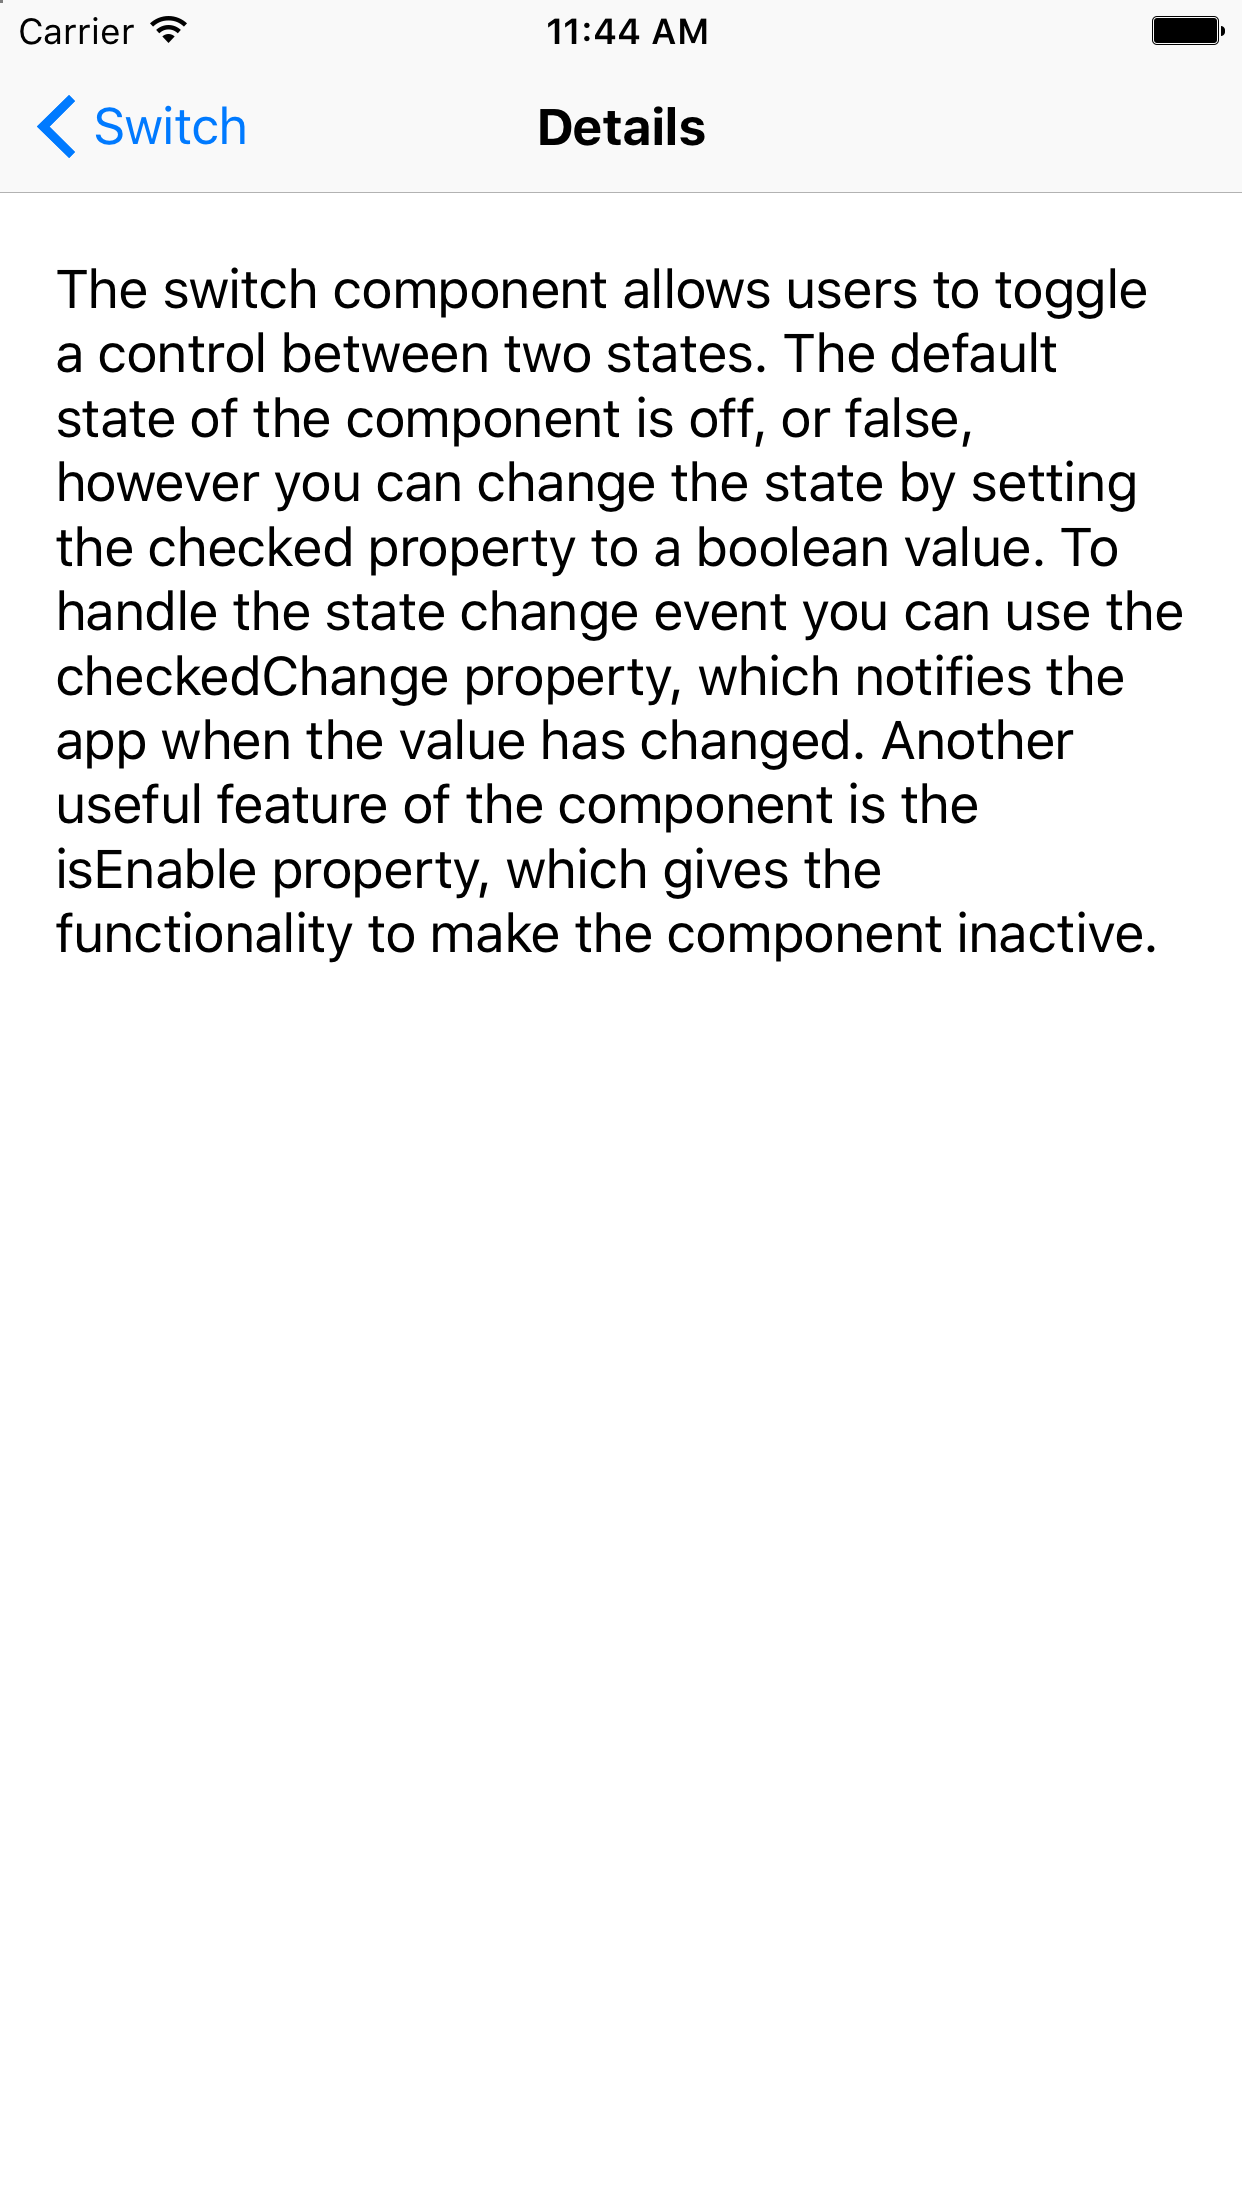 Carrier 11:44 AM
Switch Details
The switch component allows users to toggle
a control between two states. The default
state of the component is off, or false,
however you can change the state by setting
the checked property to a boolean value. To
handle the state change event you can use the
checkedChange property, which notifies the
app when the value has changed. Another
useful feature of the component is the
isEnable property, which gives the
functionality to make the component inactive.